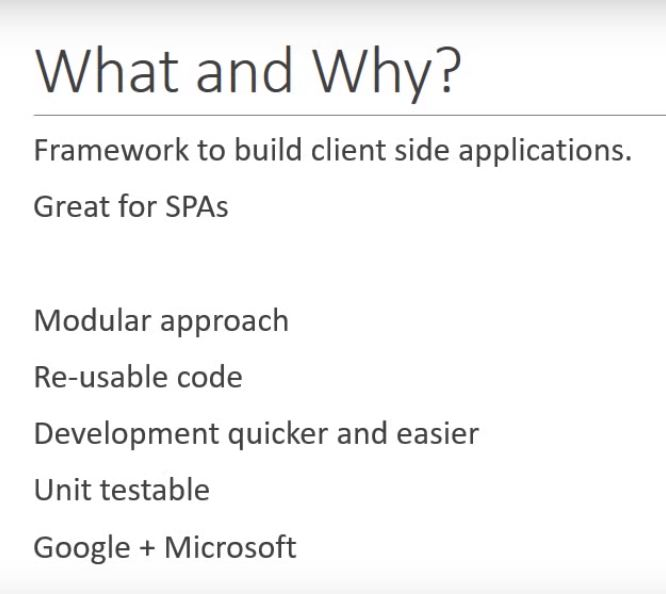 What and Why?
Framework to build client side applications.
Great for SPAs
Modular approach
Re-usable code
Development quicker and easier
Unit testable
Google + Microsoft